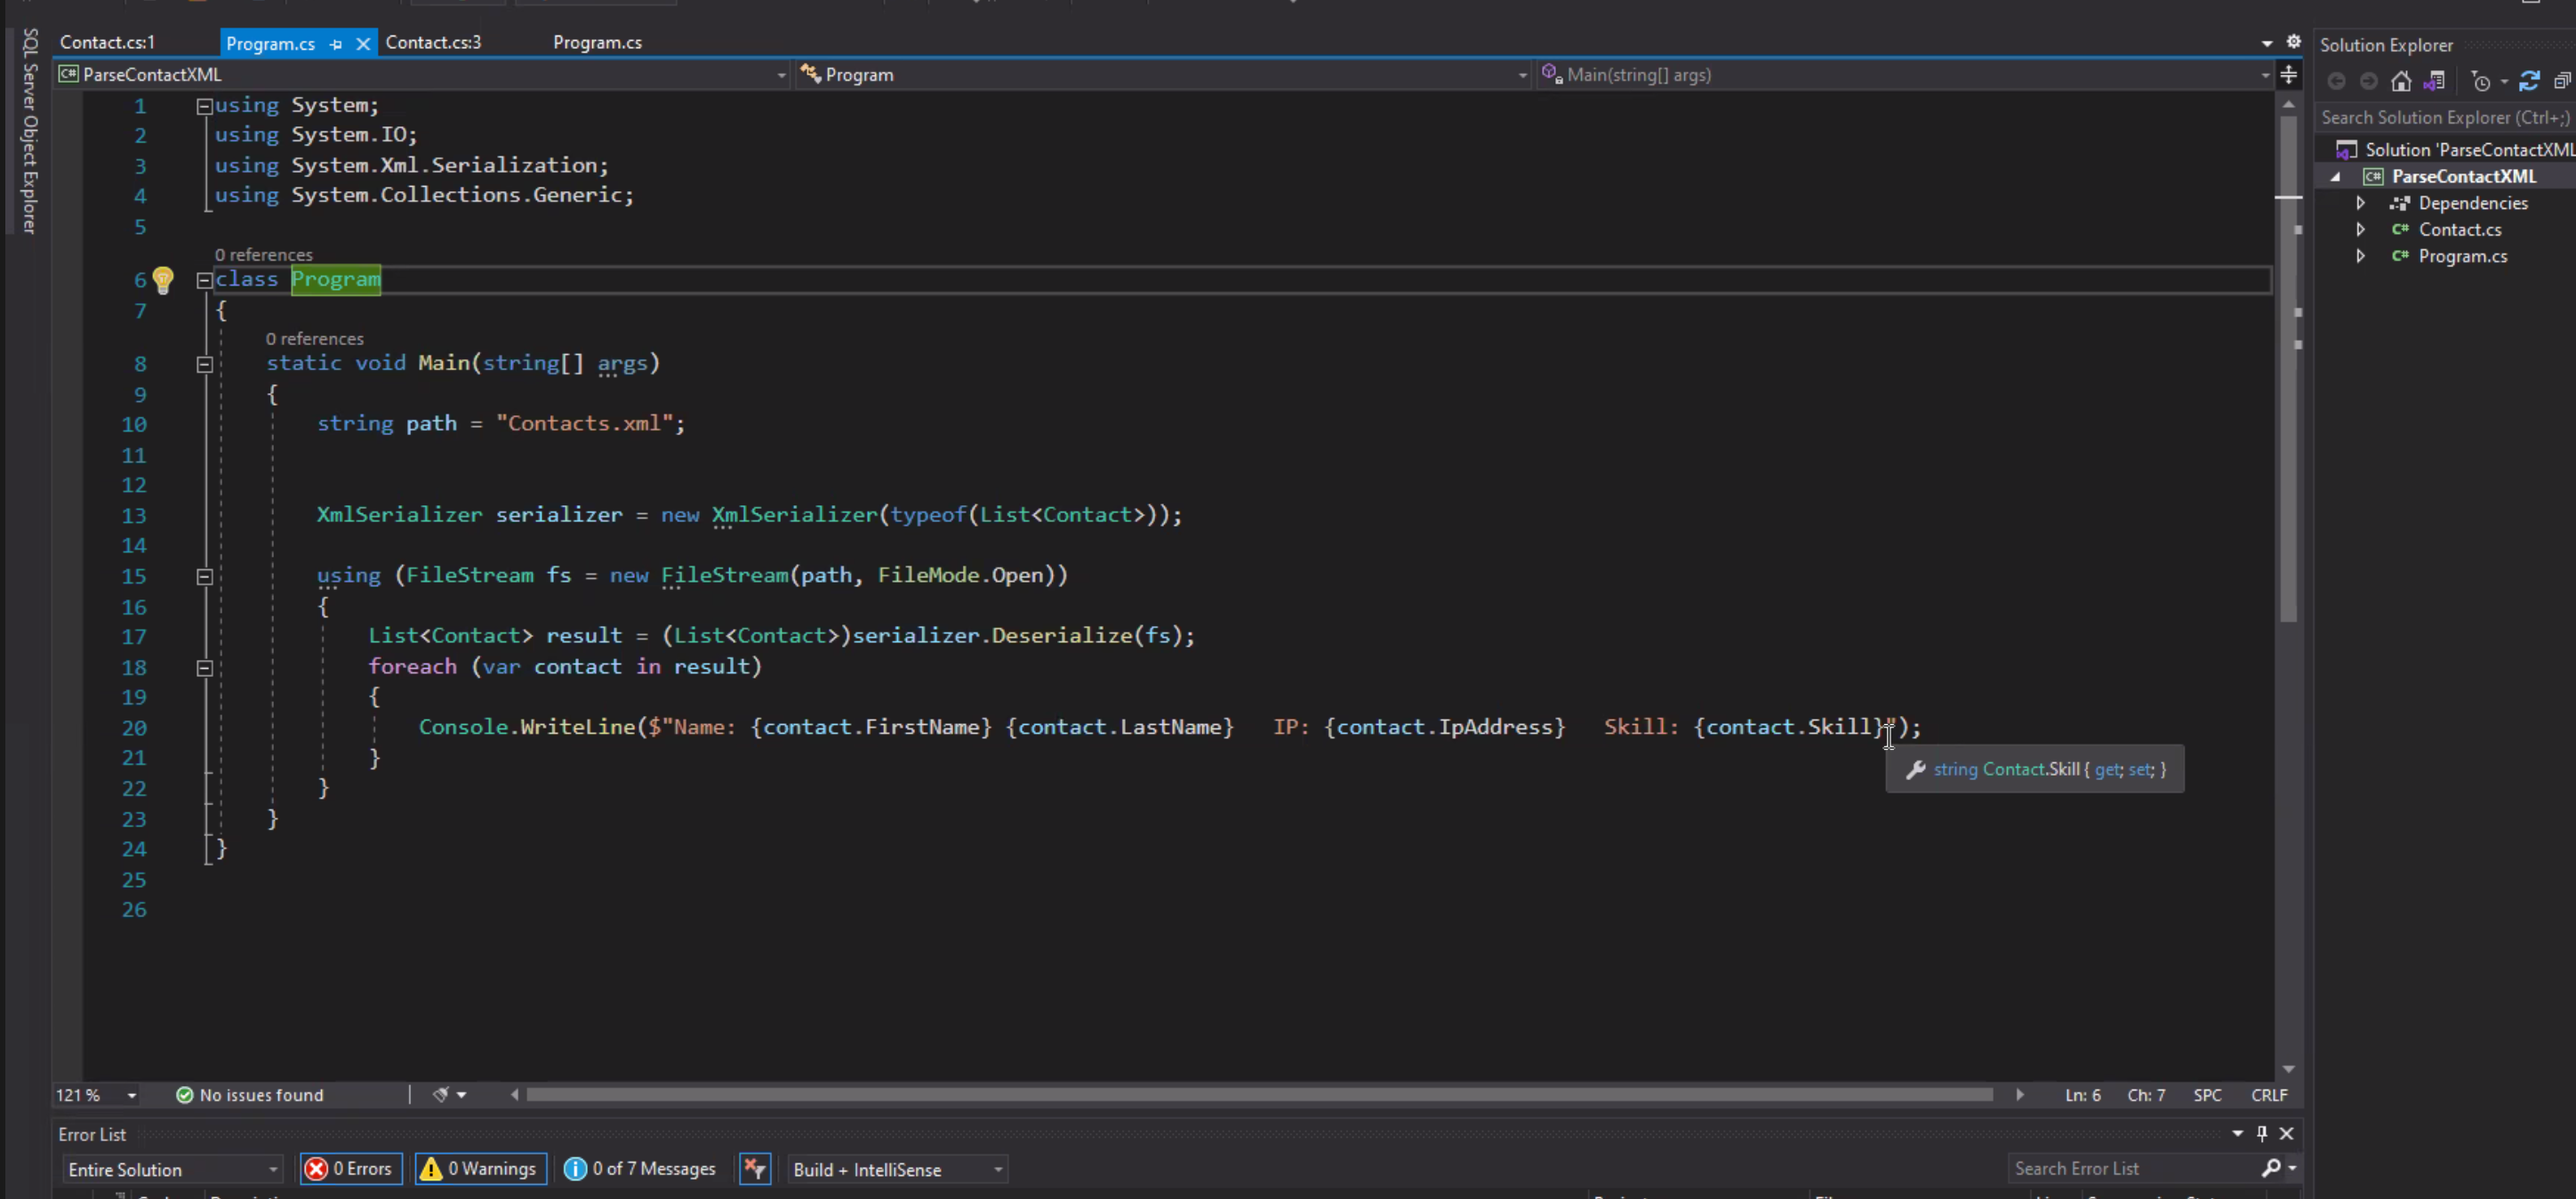 SQL Server Object Explorer
Contact.cs:1 Program.cs Contact.cs:3 Program.cs
ParseContactXML Program Main(string[] args)
1 using System;
2 using System.IO;
3 using System.Xml.Serialization;
4 using System.Collections.Generic;
5
0 references
6 class Program
7 {
0 references
8 static void Main(string[] args)
9 {
10 string path = "Contacts.xml";
11
12
13 XmlSerializer serializer = new XmlSerializer(typeof(List<Contact>));
14
15 using (FileStream fs = new FileStream(path, FileMode.Open))
16 {
17 List<Contact> result = (List<Contact>)serializer.Deserialize(fs);
18 foreach (var contact in result)
19 {
20 Console.WriteLine($"Name: {contact.FirstName} {contact.LastName}   IP: {contact.IpAddress}   Skill: {contact.Skill}");
21 }
string Contact.Skill { get; set; }
22 }
23 }
24 }
25
26
121 % No issues found Ln: 6 Ch: 7 SPC CRLF
Error List
Entire Solution 0 Errors 0 Warnings 0 of 7 Messages Build + IntelliSense Search Error List
Solution Explorer
Search Solution Explorer (Ctrl+;)
Solution 'ParseContactXML
ParseContactXML
Dependencies
C# Contact.cs
C# Program.cs